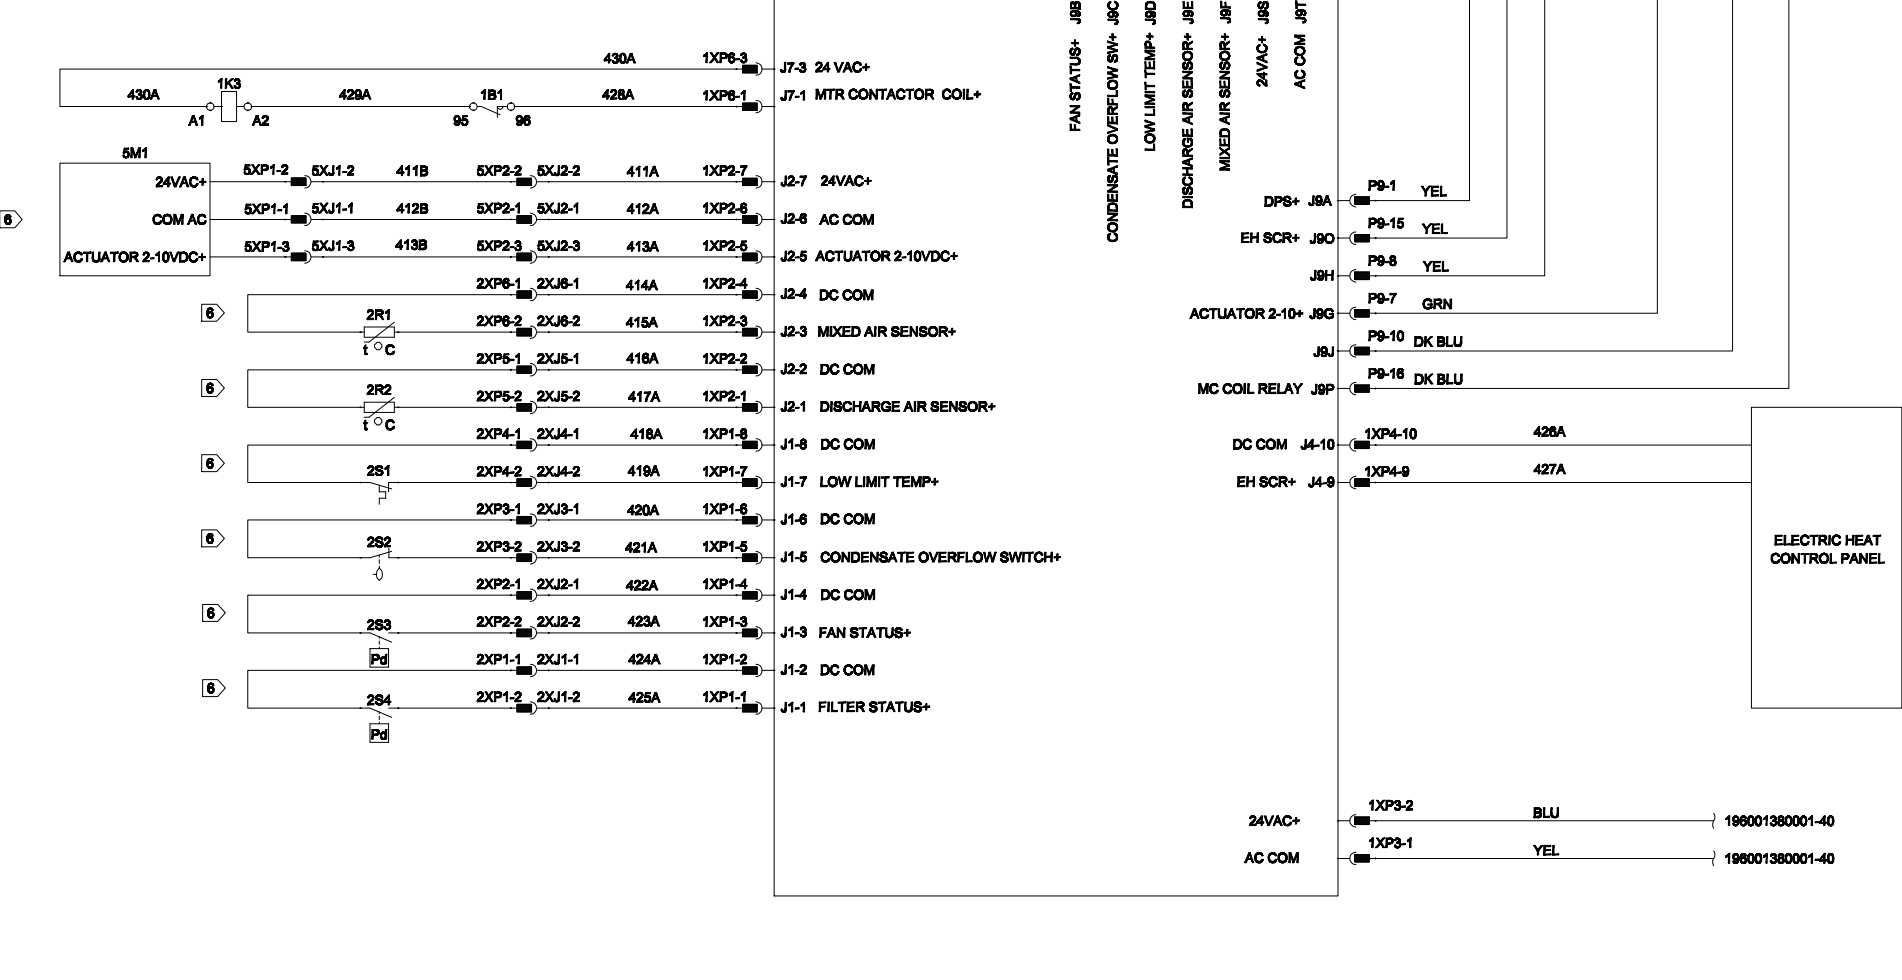 FAN STATUS+ J9B
CONDENSATE OVERFLOW SW+ J9C
LOW LIMIT TEMP+ J9D
DISCHARGE AIR SENSOR+ J9E
MIXED AIR SENSOR+ J9F
24VAC+ J9S
AC COM J9T
430A 1XP6-3 J7-3 24 VAC+
1K3
430A 429A 1B1 428A 1XP6-1 J7-1 MTR CONTACTOR COIL+
A1 A2 95 96
5M1
24VAC+ 5XP1-2 5XJ1-2 411B 5XP2-2 5XJ2-2 411A 1XP2-7 J2-7 24VAC+
6
COM AC 5XP1-1 5XJ1-1 412B 5XP2-1 5XJ2-1 412A 1XP2-6 J2-6 AC COM
ACTUATOR 2-10VDC+ 5XP1-3 5XJ1-3 413B 5XP2-3 5XJ2-3 413A 1XP2-5 J2-5 ACTUATOR 2-10VDC+
2XP6-1 2XJ6-1 414A 1XP2-4 J2-4 DC COM
6
2R1
2XP6-2 2XJ6-2 415A 1XP2-3 J2-3 MIXED AIR SENSOR+
t °C
2XP5-1 2XJ5-1 416A 1XP2-2 J2-2 DC COM
6
2R2
2XP5-2 2XJ5-2 417A 1XP2-1 J2-1 DISCHARGE AIR SENSOR+
t °C
2XP4-1 2XJ4-1 418A 1XP1-8 J1-8 DC COM
6
2S1 2XP4-2 2XJ4-2 419A 1XP1-7 J1-7 LOW LIMIT TEMP+
2XP3-1 2XJ3-1 420A 1XP1-6 J1-6 DC COM
6
2S2 2XP3-2 2XJ3-2 421A 1XP1-5 J1-5 CONDENSATE OVERFLOW SWITCH+
2XP2-1 2XJ2-1 422A 1XP1-4 J1-4 DC COM
6
2S3 2XP2-2 2XJ2-2 423A 1XP1-3 J1-3 FAN STATUS+
Pd
2XP1-1 2XJ1-1 424A 1XP1-2 J1-2 DC COM
6
2S4 2XP1-2 2XJ1-2 425A 1XP1-1 J1-1 FILTER STATUS+
Pd
DPS+ J9A P9-1 YEL
EH SCR+ J9O P9-15 YEL
J9H P9-8 YEL
ACTUATOR 2-10+ J9G P9-7 GRN
J9J P9-10 DK BLU
MC COIL RELAY J9P P9-16 DK BLU
DC COM J4-10 1XP4-10 426A
EH SCR+ J4-9 1XP4-9 427A
ELECTRIC HEAT
CONTROL PANEL
24VAC+ 1XP3-2 BLU 196001380001-40
AC COM 1XP3-1 YEL 196001380001-40